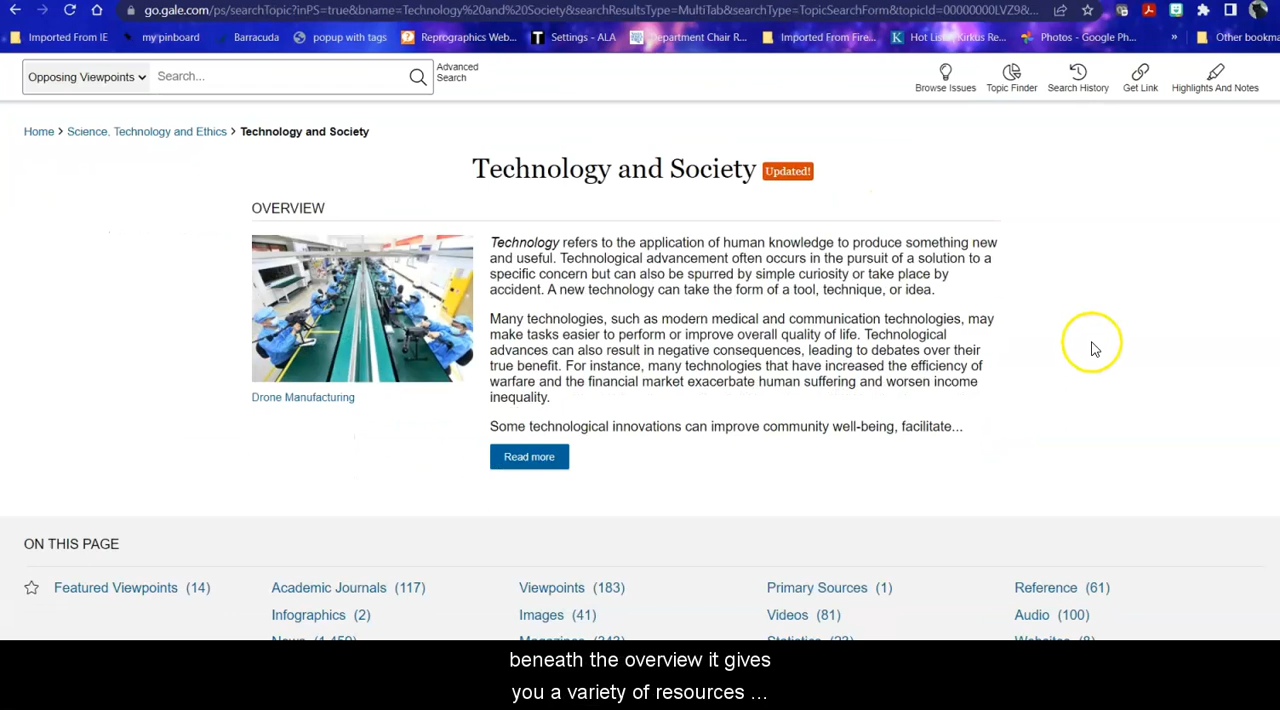 go.gale.com/ps/searchTopic?inPS=true&bname=Technology%20and%20Society&searchResultsType=MultiTab&searchType=TopicSearchForm&topicId=00000000LVZ9&...
Imported From IE my pinboard Barracuda popup with tags Reprographics Web... Settings - ALA Department Chair R... Imported From Fire... Hot List Kirkus Re... Photos - Google Ph... » Other bookma
Opposing Viewpoints Search... Advanced Search
Browse Issues Topic Finder Search History Get Link Highlights And Notes
Home > Science, Technology and Ethics > Technology and Society
Technology and Society Updated!
OVERVIEW
Technology refers to the application of human knowledge to produce something new
and useful. Technological advancement often occurs in the pursuit of a solution to a
specific concern but can also be spurred by simple curiosity or take place by
accident. A new technology can take the form of a tool, technique, or idea.
Many technologies, such as modern medical and communication technologies, may
make tasks easier to perform or improve overall quality of life. Technological
advances can also result in negative consequences, leading to debates over their
true benefit. For instance, many technologies that have increased the efficiency of
warfare and the financial market exacerbate human suffering and worsen income
inequality.
Drone Manufacturing
Some technological innovations can improve community well-being, facilitate...
Read more
ON THIS PAGE
Featured Viewpoints (14) Academic Journals (117) Viewpoints (183) Primary Sources (1) Reference (61)
Infographics (2) Images (41) Videos (81) Audio (100)
beneath the overview it gives
you a variety of resources ...